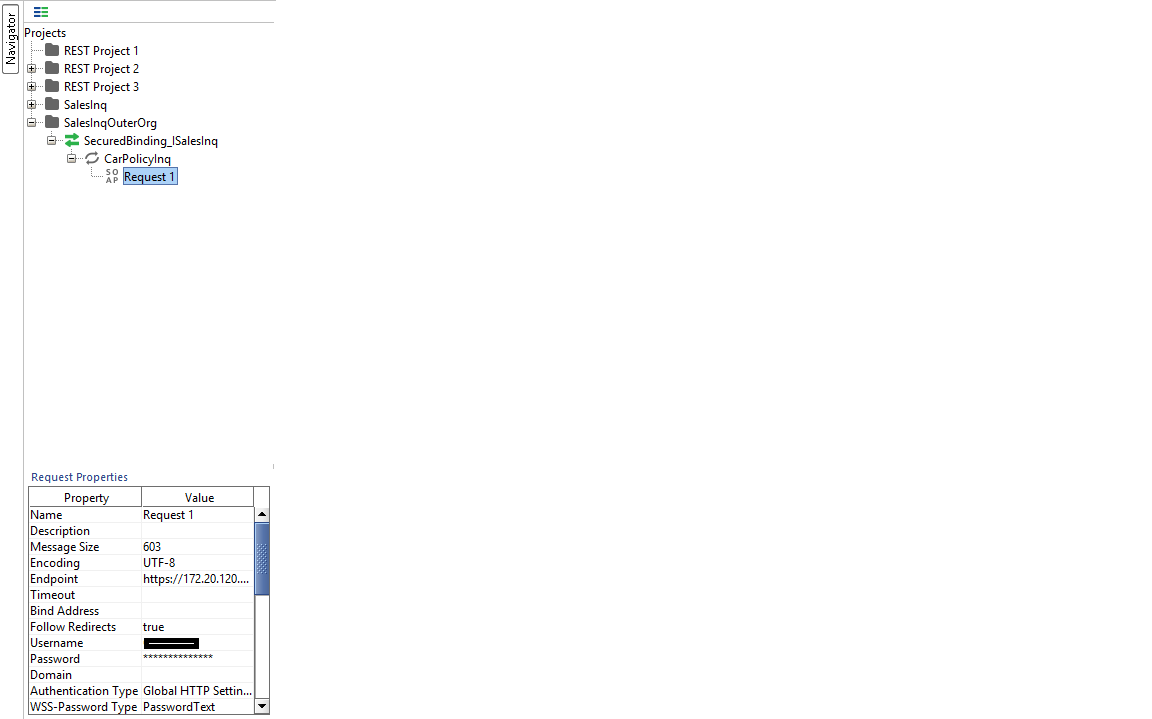 Navigator
Projects
REST Project 1
REST Project 2
REST Project 3
SalesInq
SalesInqOuterOrg
SecuredBinding_ISalesInq
CarPolicyInq
SO
AP
Request 1
Request Properties
Property Value
Name Request 1
Description
Message Size 603
Encoding UTF-8
Endpoint https://172.20.120....
Timeout
Bind Address
Follow Redirects true
Username
Password **************
Domain
Authentication Type Global HTTP Settin...
WSS-Password Type PasswordText